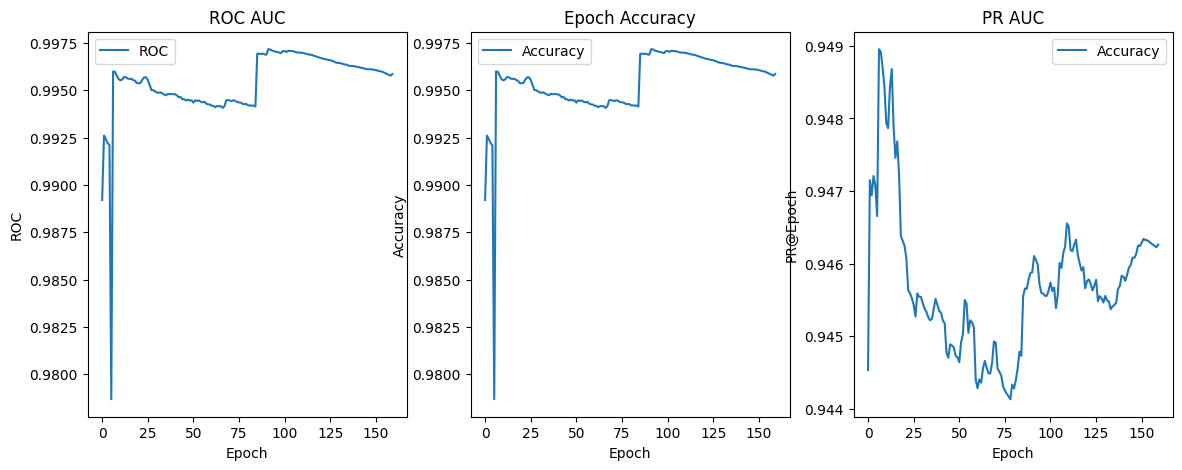 ROC AUC
ROC
0.9975
0.9950
0.9925
0.9900
0.9875
0.9850
0.9825
0.9800
ROC
0 25 50 75 100 125 150
Epoch
Epoch Accuracy
Accuracy
0.9975
0.9950
0.9925
0.9900
0.9875
0.9850
0.9825
0.9800
Accuracy
0 25 50 75 100 125 150
Epoch
PR AUC
Accuracy
0.949
0.948
0.947
0.946
0.945
0.944
PR@Epoch
0 25 50 75 100 125 150
Epoch